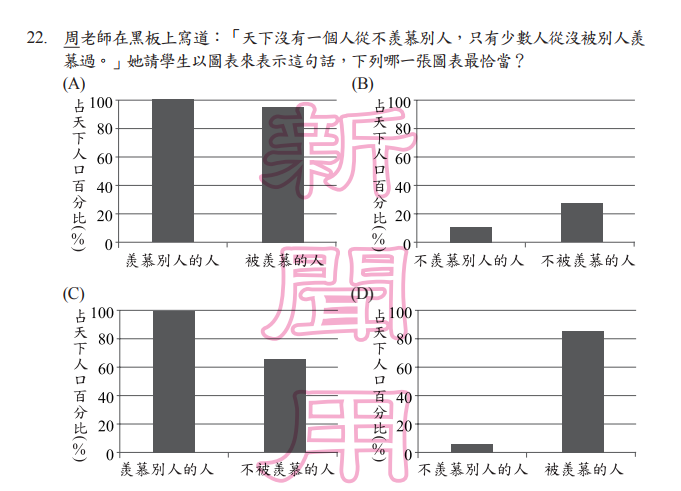 22. 周老師在黑板上寫道：「天下沒有一個人從不羨慕別人，只有少數人從沒被別人羨
慕過。」她請學生以圖表來表示這句話，下列哪一張圖表最恰當？
(A)
占天下人口百分比(%)
100
80
60
40
20
0
羨慕別人的人 被羨慕的人
(B)
占天下人口百分比(%)
100
80
60
40
20
0
不羨慕別人的人 不被羨慕的人
(C)
占天下人口百分比(%)
100
80
60
40
20
0
羨慕別人的人 不被羨慕的人
(D)
占天下人口百分比(%)
100
80
60
40
20
0
不羨慕別人的人 被羨慕的人
新聞用